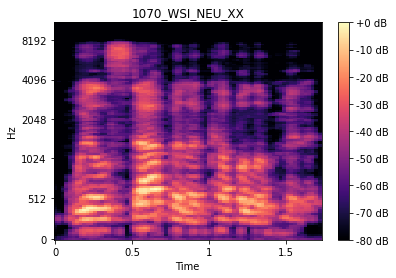 1070_WSI_NEU_XX
8192
4096
2048
1024
512
0
Hz
0
0.5
1
1.5
Time
+0 dB
-10 dB
-20 dB
-30 dB
-40 dB
-50 dB
-60 dB
-70 dB
-80 dB